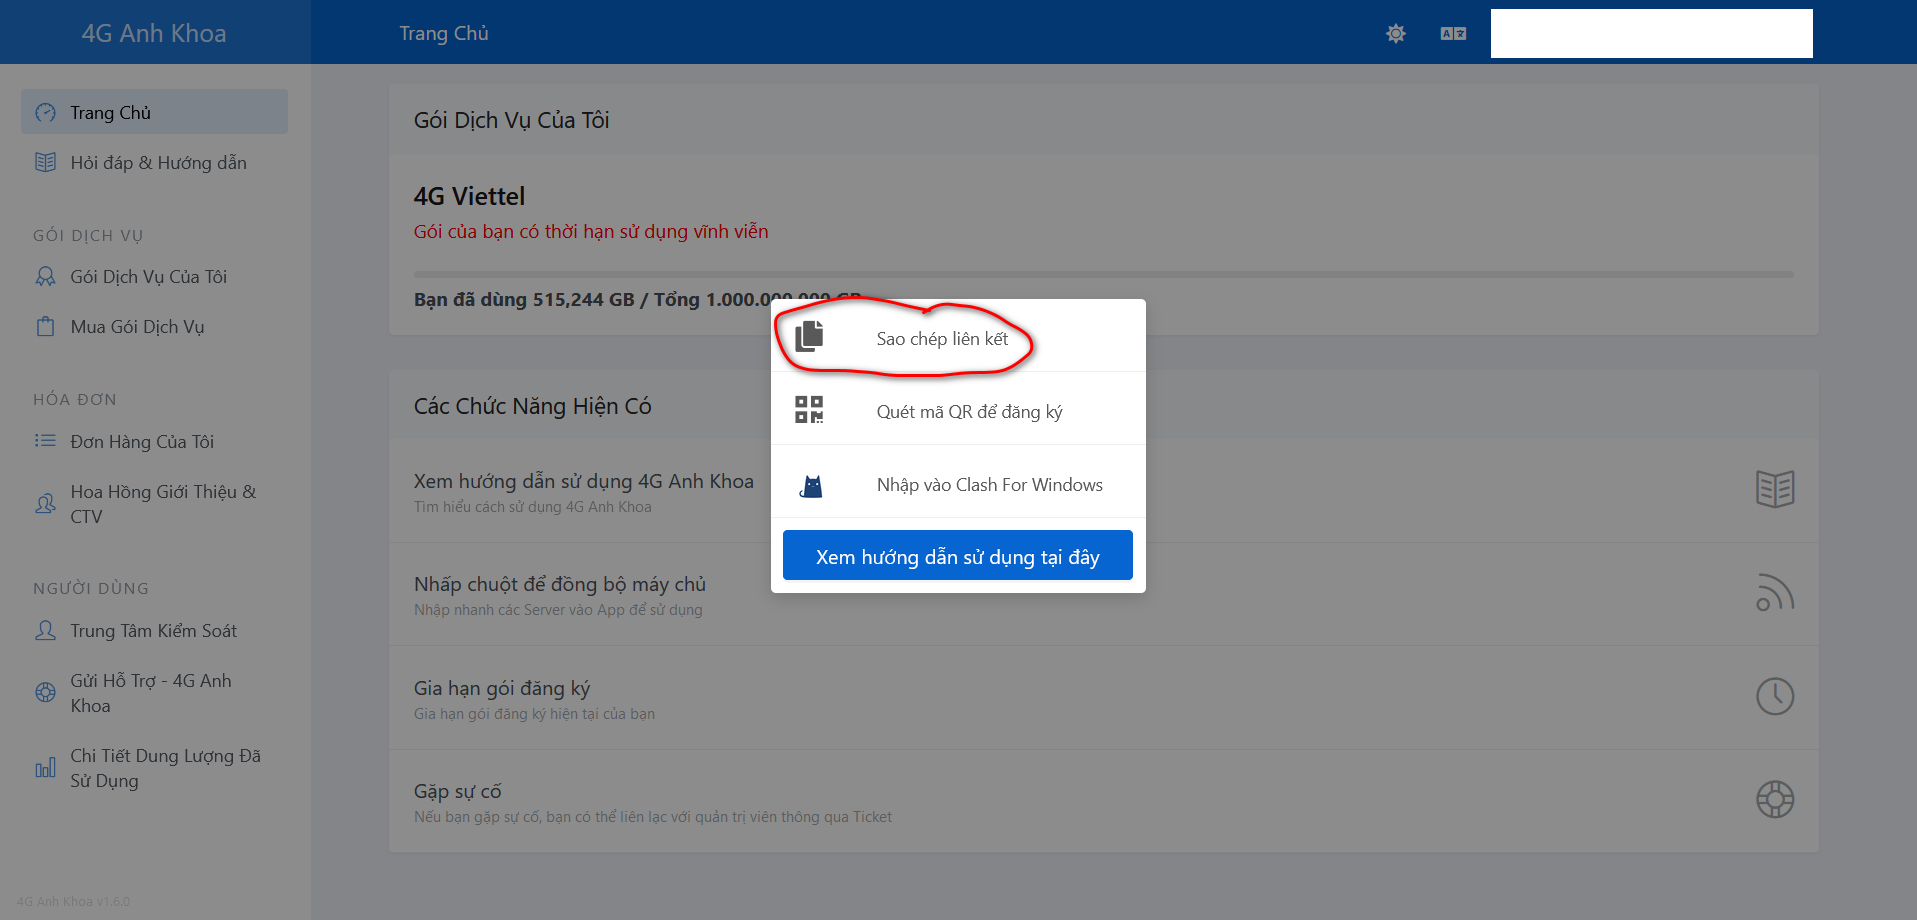 4G Anh Khoa
Trang Chủ
Trang Chủ
Hỏi đáp & Hướng dẫn
GÓI DỊCH VỤ
Gói Dịch Vụ Của Tôi
Mua Gói Dịch Vụ
HÓA ĐƠN
Đơn Hàng Của Tôi
Hoa Hồng Giới Thiệu &
CTV
NGƯỜI DÙNG
Trung Tâm Kiểm Soát
Gửi Hỗ Trợ - 4G Anh
Khoa
Chi Tiết Dung Lượng Đã
Sử Dụng
4G Anh Khoa v1.6.0
Gói Dịch Vụ Của Tôi
4G Viettel
Gói của bạn có thời hạn sử dụng vĩnh viễn
Bạn đã dùng 515,244 GB / Tổng 1.000.000.000 GB
Các Chức Năng Hiện Có
Xem hướng dẫn sử dụng 4G Anh Khoa
Tìm hiểu cách sử dụng 4G Anh Khoa
Nhấp chuột để đồng bộ máy chủ
Nhập nhanh các Server vào App để sử dụng
Gia hạn gói đăng ký
Gia hạn gói đăng ký hiện tại của bạn
Gặp sự cố
Nếu bạn gặp sự cố, bạn có thể liên lạc với quản trị viên thông qua Ticket
Sao chép liên kết
Quét mã QR để đăng ký
Nhập vào Clash For Windows
Xem hướng dẫn sử dụng tại đây